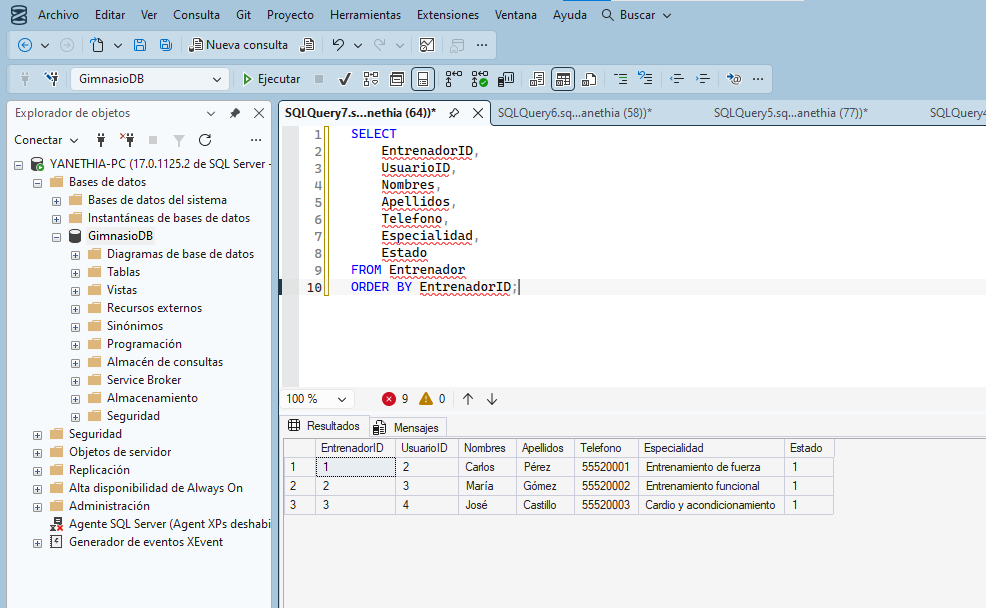 Archivo Editar Ver Consulta Git Proyecto Herramientas Extensiones Ventana Ayuda Buscar
Nueva consulta
GimnasioDB Ejecutar
Explorador de objetos
Conectar
YANETHIA-PC (17.0.1125.2 de SQL Server -
Bases de datos
Bases de datos del sistema
Instantáneas de bases de datos
GimnasioDB
Diagramas de base de datos
Tablas
Vistas
Recursos externos
Sinónimos
Programación
Almacén de consultas
Service Broker
Almacenamiento
Seguridad
Seguridad
Objetos de servidor
Replicación
Alta disponibilidad de Always On
Administración
Agente SQL Server (Agent XPs deshabi
Generador de eventos XEvent
SQLQuery7.s...nethia (64))* SQLQuery6.sq...anethia (58))* SQLQuery5.sq...anethia (77))* SQLQuery4
1 SELECT
2 EntrenadorID,
3 UsuarioID,
4 Nombres,
5 Apellidos,
6 Telefono,
7 Especialidad,
8 Estado
9 FROM Entrenador
10 ORDER BY EntrenadorID;
100 % 9 0
Resultados Mensajes
EntrenadorID UsuarioID Nombres Apellidos Telefono Especialidad Estado
1 1 2 Carlos Pérez 55520001 Entrenamiento de fuerza 1
2 2 3 María Gómez 55520002 Entrenamiento funcional 1
3 3 4 José Castillo 55520003 Cardio y acondicionamiento 1